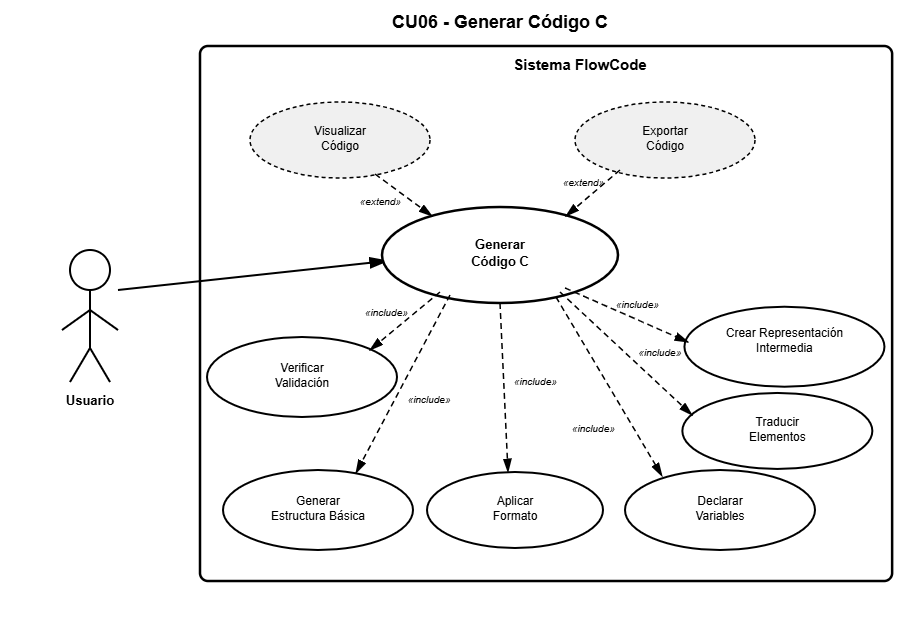 CU06 - Generar Código C
Sistema FlowCode
Visualizar
Código
Exportar
Código
«extend»
«extend»
Generar
Código C
«include»
«include»
Crear Representación
Intermedia
Verificar
Validación
«include»
«include»
«include»
«include»
Usuario
Traducir
Elementos
Generar
Estructura Básica
Aplicar
Formato
Declarar
Variables